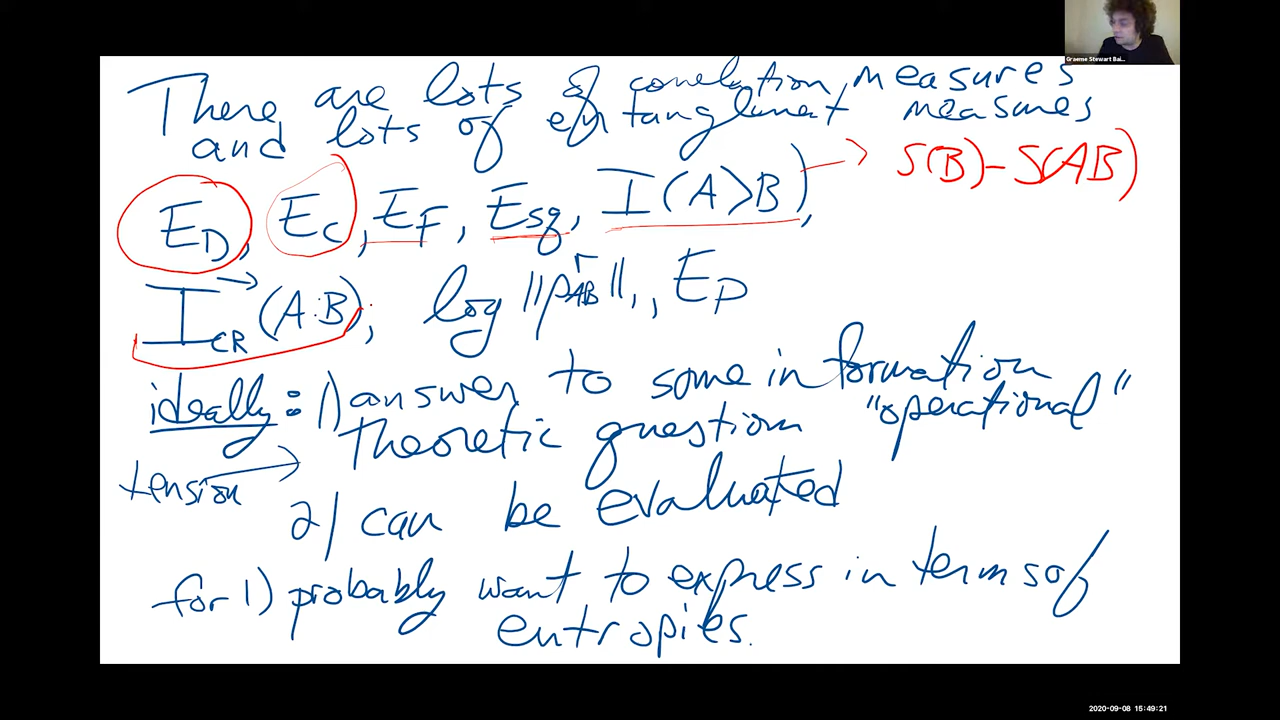 Graeme Stewart Bai...
There are lots of correlation measures
and lots of entanglement measures
E_D, E_C, E_F, E_sq, I(A>B), → S(B)-S(AB)
I_CR(A:B), log ||ρ_AB^Γ||, E_P
ideally: 1) answer to some information
theoretic question "operational"
tension →
2) can be evaluated
for 1) probably want to express in terms of
entropies.
2020-09-08 15:49:21